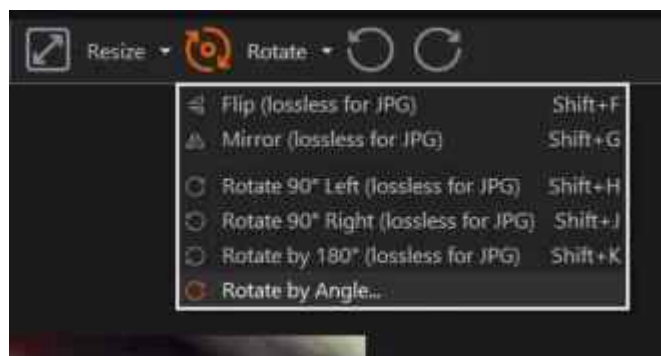 Resize Rotate
Flip (lossless for JPG) Shift+F
Mirror (lossless for JPG) Shift+G
Rotate 90° Left (lossless for JPG) Shift+H
Rotate 90° Right (lossless for JPG) Shift+J
Rotate by 180° (lossless for JPG) Shift+K
Rotate by Angle...